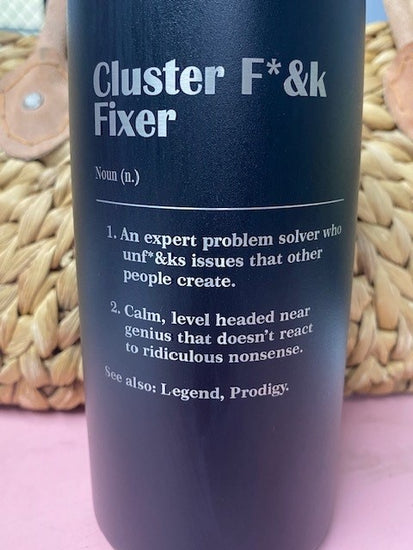 Cluster F*&k
Fixer
Noun (n.)
1. An expert problem solver who
unf*&ks issues that other
people create.
2. Calm, level headed near
genius that doesn't react
to ridiculous nonsense.
See also: Legend, Prodigy.